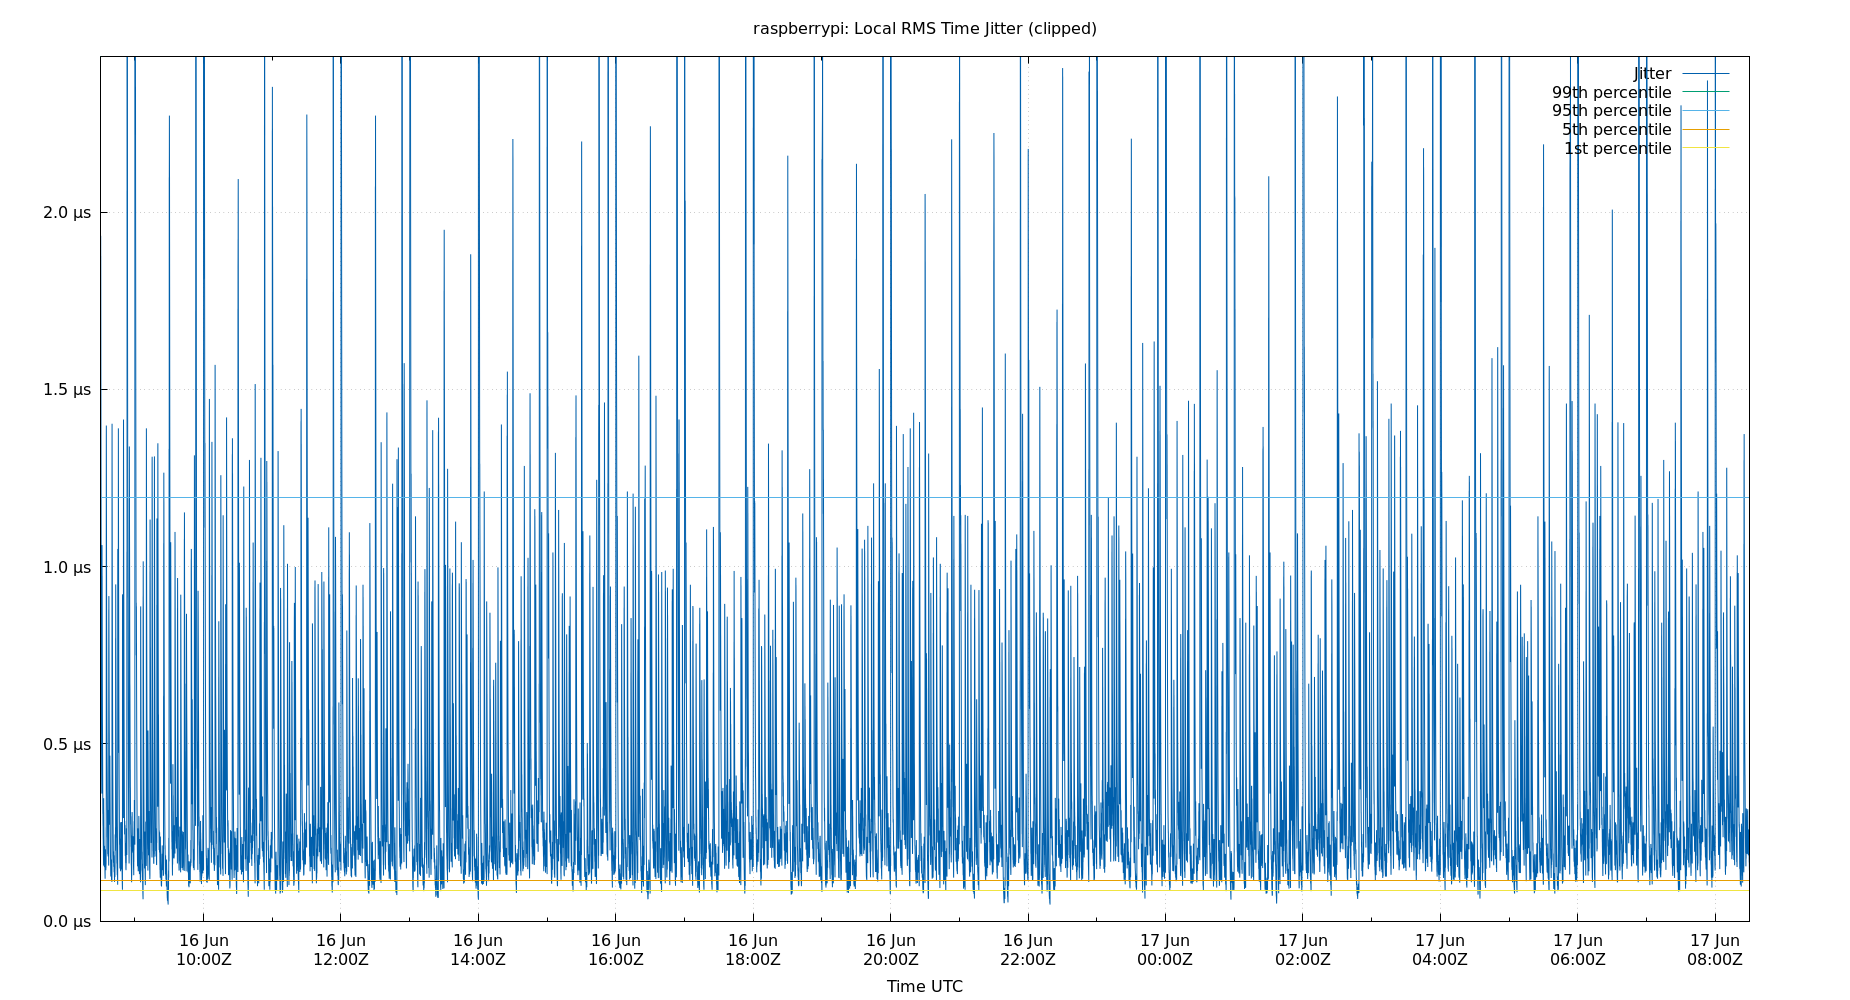 raspberrypi: Local RMS Time Jitter (clipped)
Jitter
99th percentile
95th percentile
5th percentile
1st percentile
2.0 µs
1.5 µs
1.0 µs
0.5 µs
0.0 µs
16 Jun 16 Jun 16 Jun 16 Jun 16 Jun 16 Jun 16 Jun 17 Jun 17 Jun 17 Jun 17 Jun 17 Jun
10:00Z 12:00Z 14:00Z 16:00Z 18:00Z 20:00Z 22:00Z 00:00Z 02:00Z 04:00Z 06:00Z 08:00Z
Time UTC